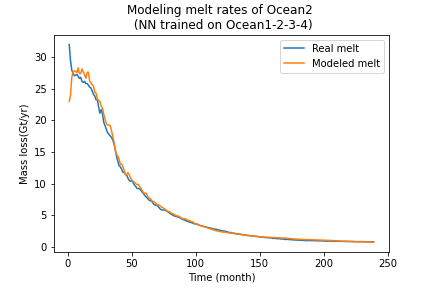 Modeling melt rates of Ocean2
(NN trained on Ocean1-2-3-4)
Real melt
Modeled melt
Mass loss(Gt/yr)
30
25
20
15
10
5
0
0 50 100 150 200 250
Time (month)